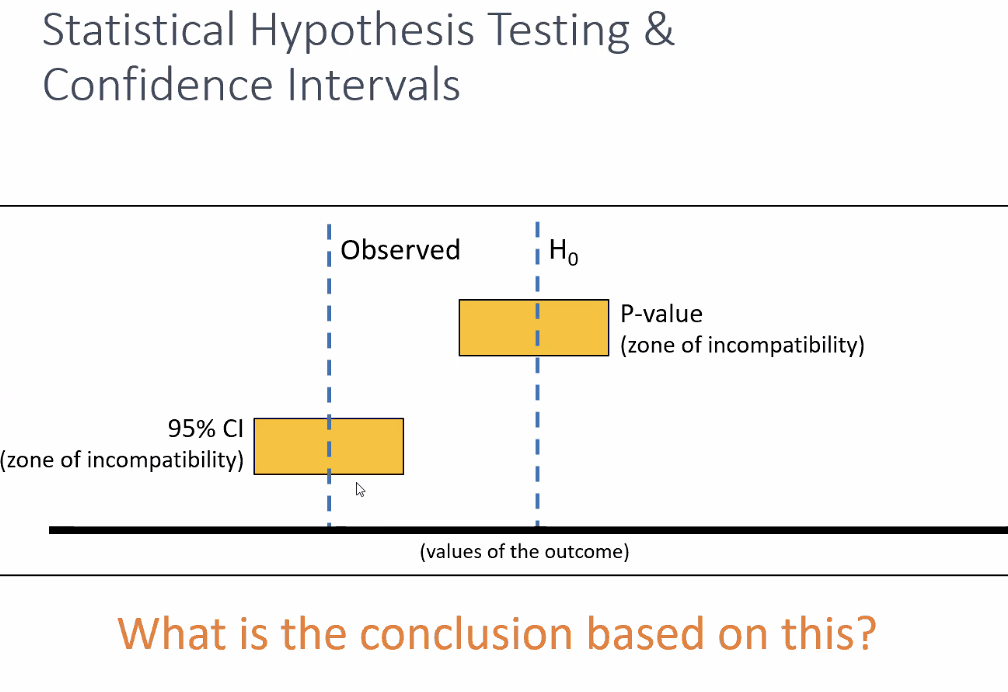 Statistical Hypothesis Testing &
Confidence Intervals
Observed
H₀
P-value
(zone of incompatibility)
95% CI
(zone of incompatibility)
(values of the outcome)
What is the conclusion based on this?